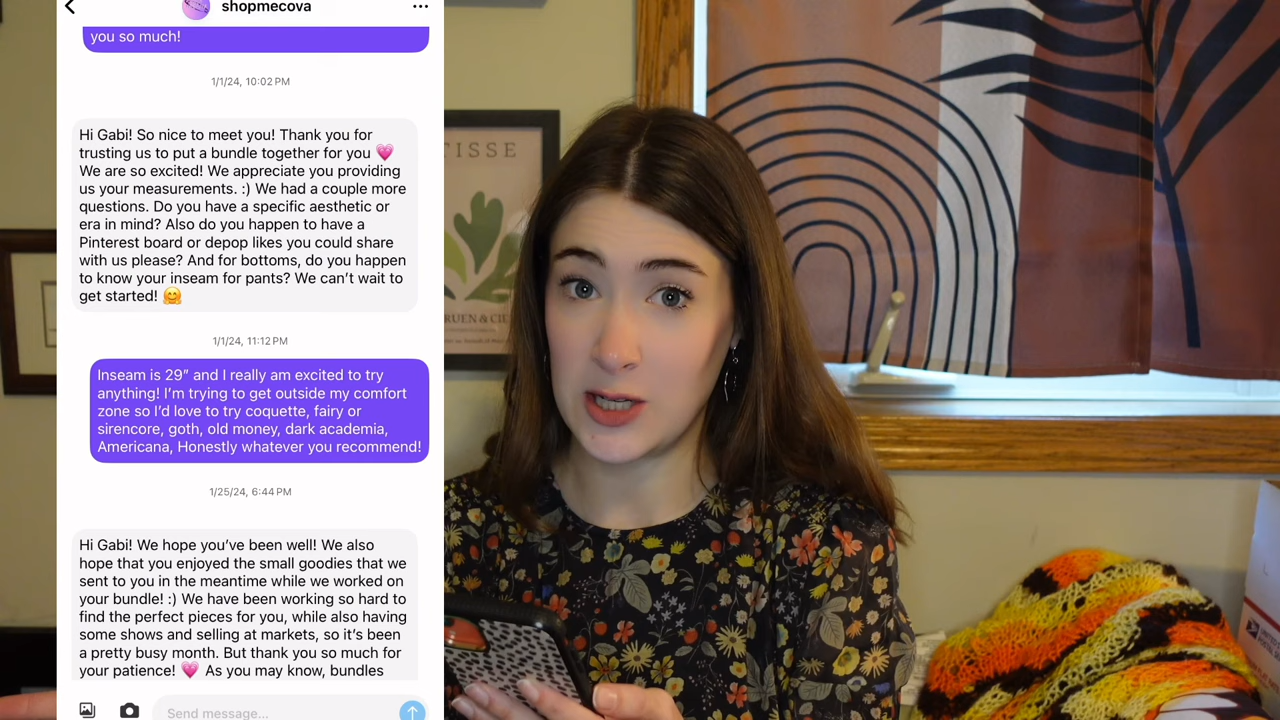 shopmecova
you so much!
1/1/24, 10:02 PM
Hi Gabi! So nice to meet you! Thank you for
trusting us to put a bundle together for you 💗
We are so excited! We appreciate you providing
us your measurements. :) We had a couple more
questions. Do you have a specific aesthetic or
era in mind? Also do you happen to have a
Pinterest board or depop likes you could share
with us please? And for bottoms, do you happen
to know your inseam for pants? We can’t wait to
get started! 🤗
1/1/24, 11:12 PM
Inseam is 29” and I really am excited to try
anything! I’m trying to get outside my comfort
zone so I’d love to try coquette, fairy or
sirencore, goth, old money, dark academia,
Americana, Honestly whatever you recommend!
1/25/24, 6:44 PM
Hi Gabi! We hope you’ve been well! We also
hope that you enjoyed the small goodies that we
sent to you in the meantime while we worked on
your bundle! :) We have been working so hard to
find the perfect pieces for you, while also having
some shows and selling at markets, so it’s been
a pretty busy month. But thank you so much for
your patience! 💗 As you may know, bundles
Send message...
TISSE